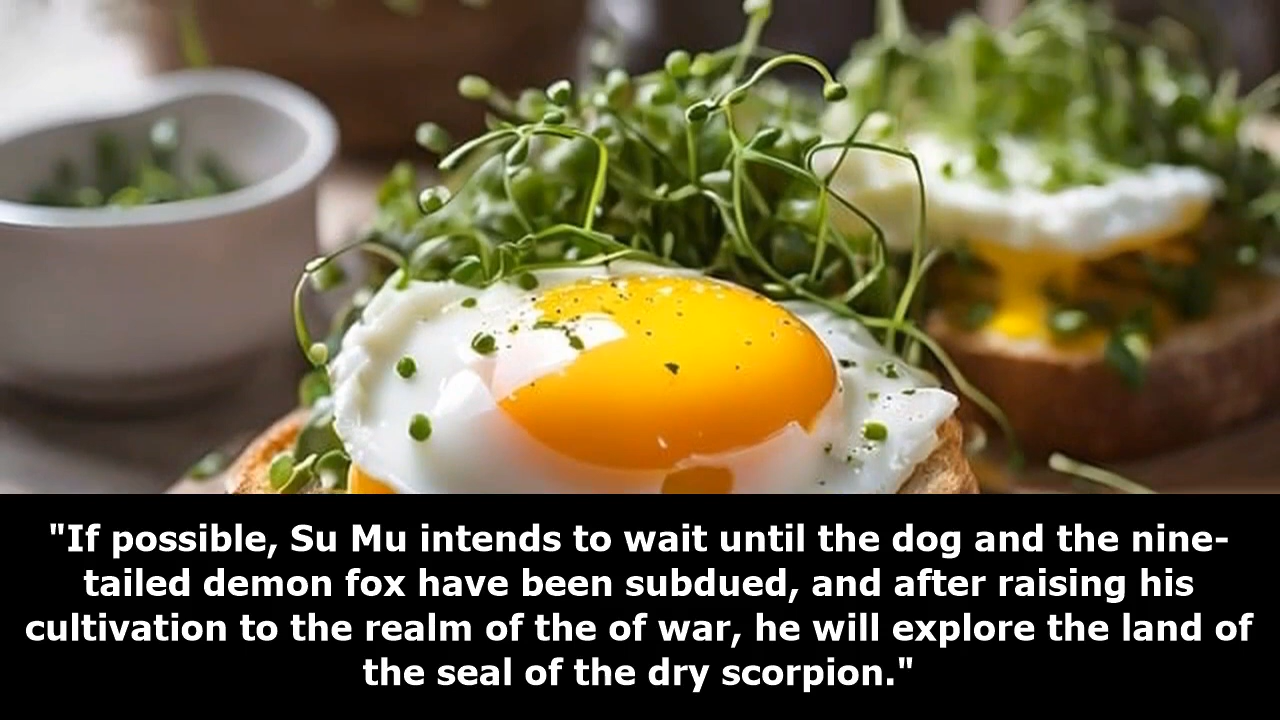 "If possible, Su Mu intends to wait until the dog and the nine-
tailed demon fox have been subdued, and after raising his
cultivation to the realm of the of war, he will explore the land of
the seal of the dry scorpion."